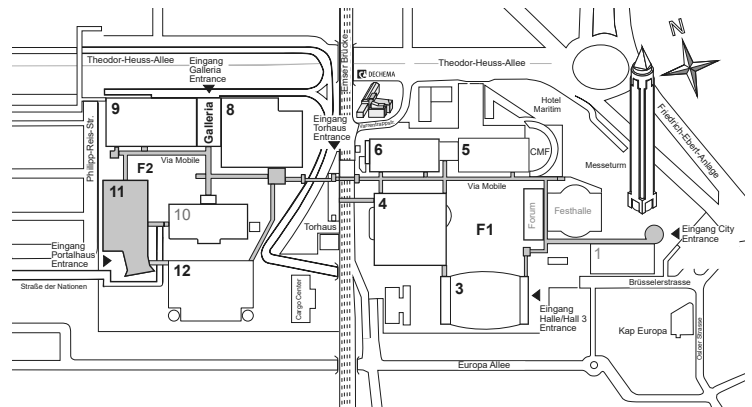 N
Theodor-Heuss-Allee
Eingang
Galleria
Entrance
Emser Brücke
DECHEMA
Theodor-Heuss-Allee
Hotel
Maritim
Friedrich-Ebert-Anlage
Philipp-Reis-Str.
9
Galleria
8
Eingang
Torhaus
Entrance
6
5
CMF
Messeturm
Via Mobile
F2
11
10
12
Torhaus
Via Mobile
4
F1
Forum
Festhalle
1
Eingang City
Entrance
Eingang
Portalhaus
Entrance
Straße der Nationen
Cargo Center
3
Eingang
Halle/Hall 3
Entrance
Brüsselerstrasse
Kap Europa
Osloer Strasse
Europa Allee